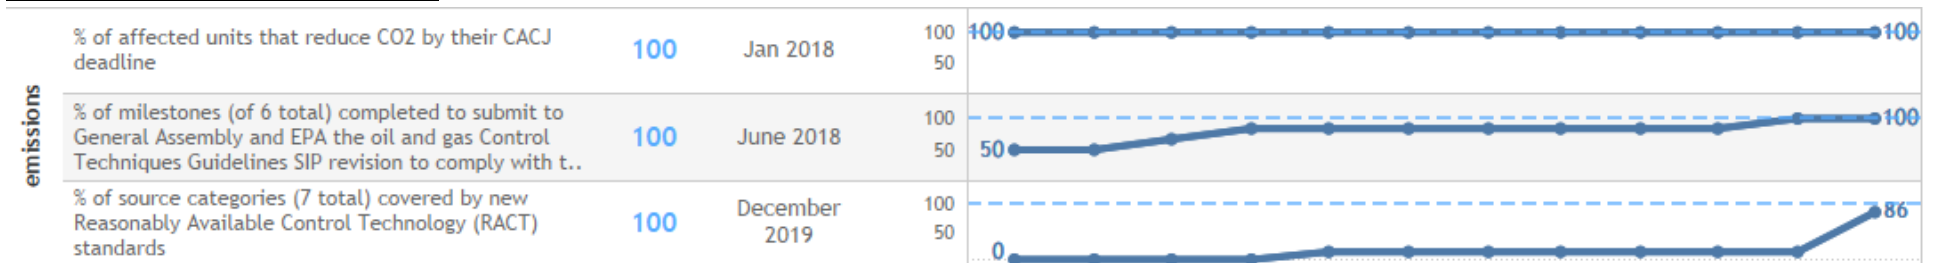 emissions
% of affected units that reduce CO2 by their CACJ
deadline
100
Jan 2018
100
50
100
100
% of milestones (of 6 total) completed to submit to
General Assembly and EPA the oil and gas Control
Techniques Guidelines SIP revision to comply with t..
100
June 2018
100
50
50
100
% of source categories (7 total) covered by new
Reasonably Available Control Technology (RACT)
standards
100
December
2019
100
50
0
86